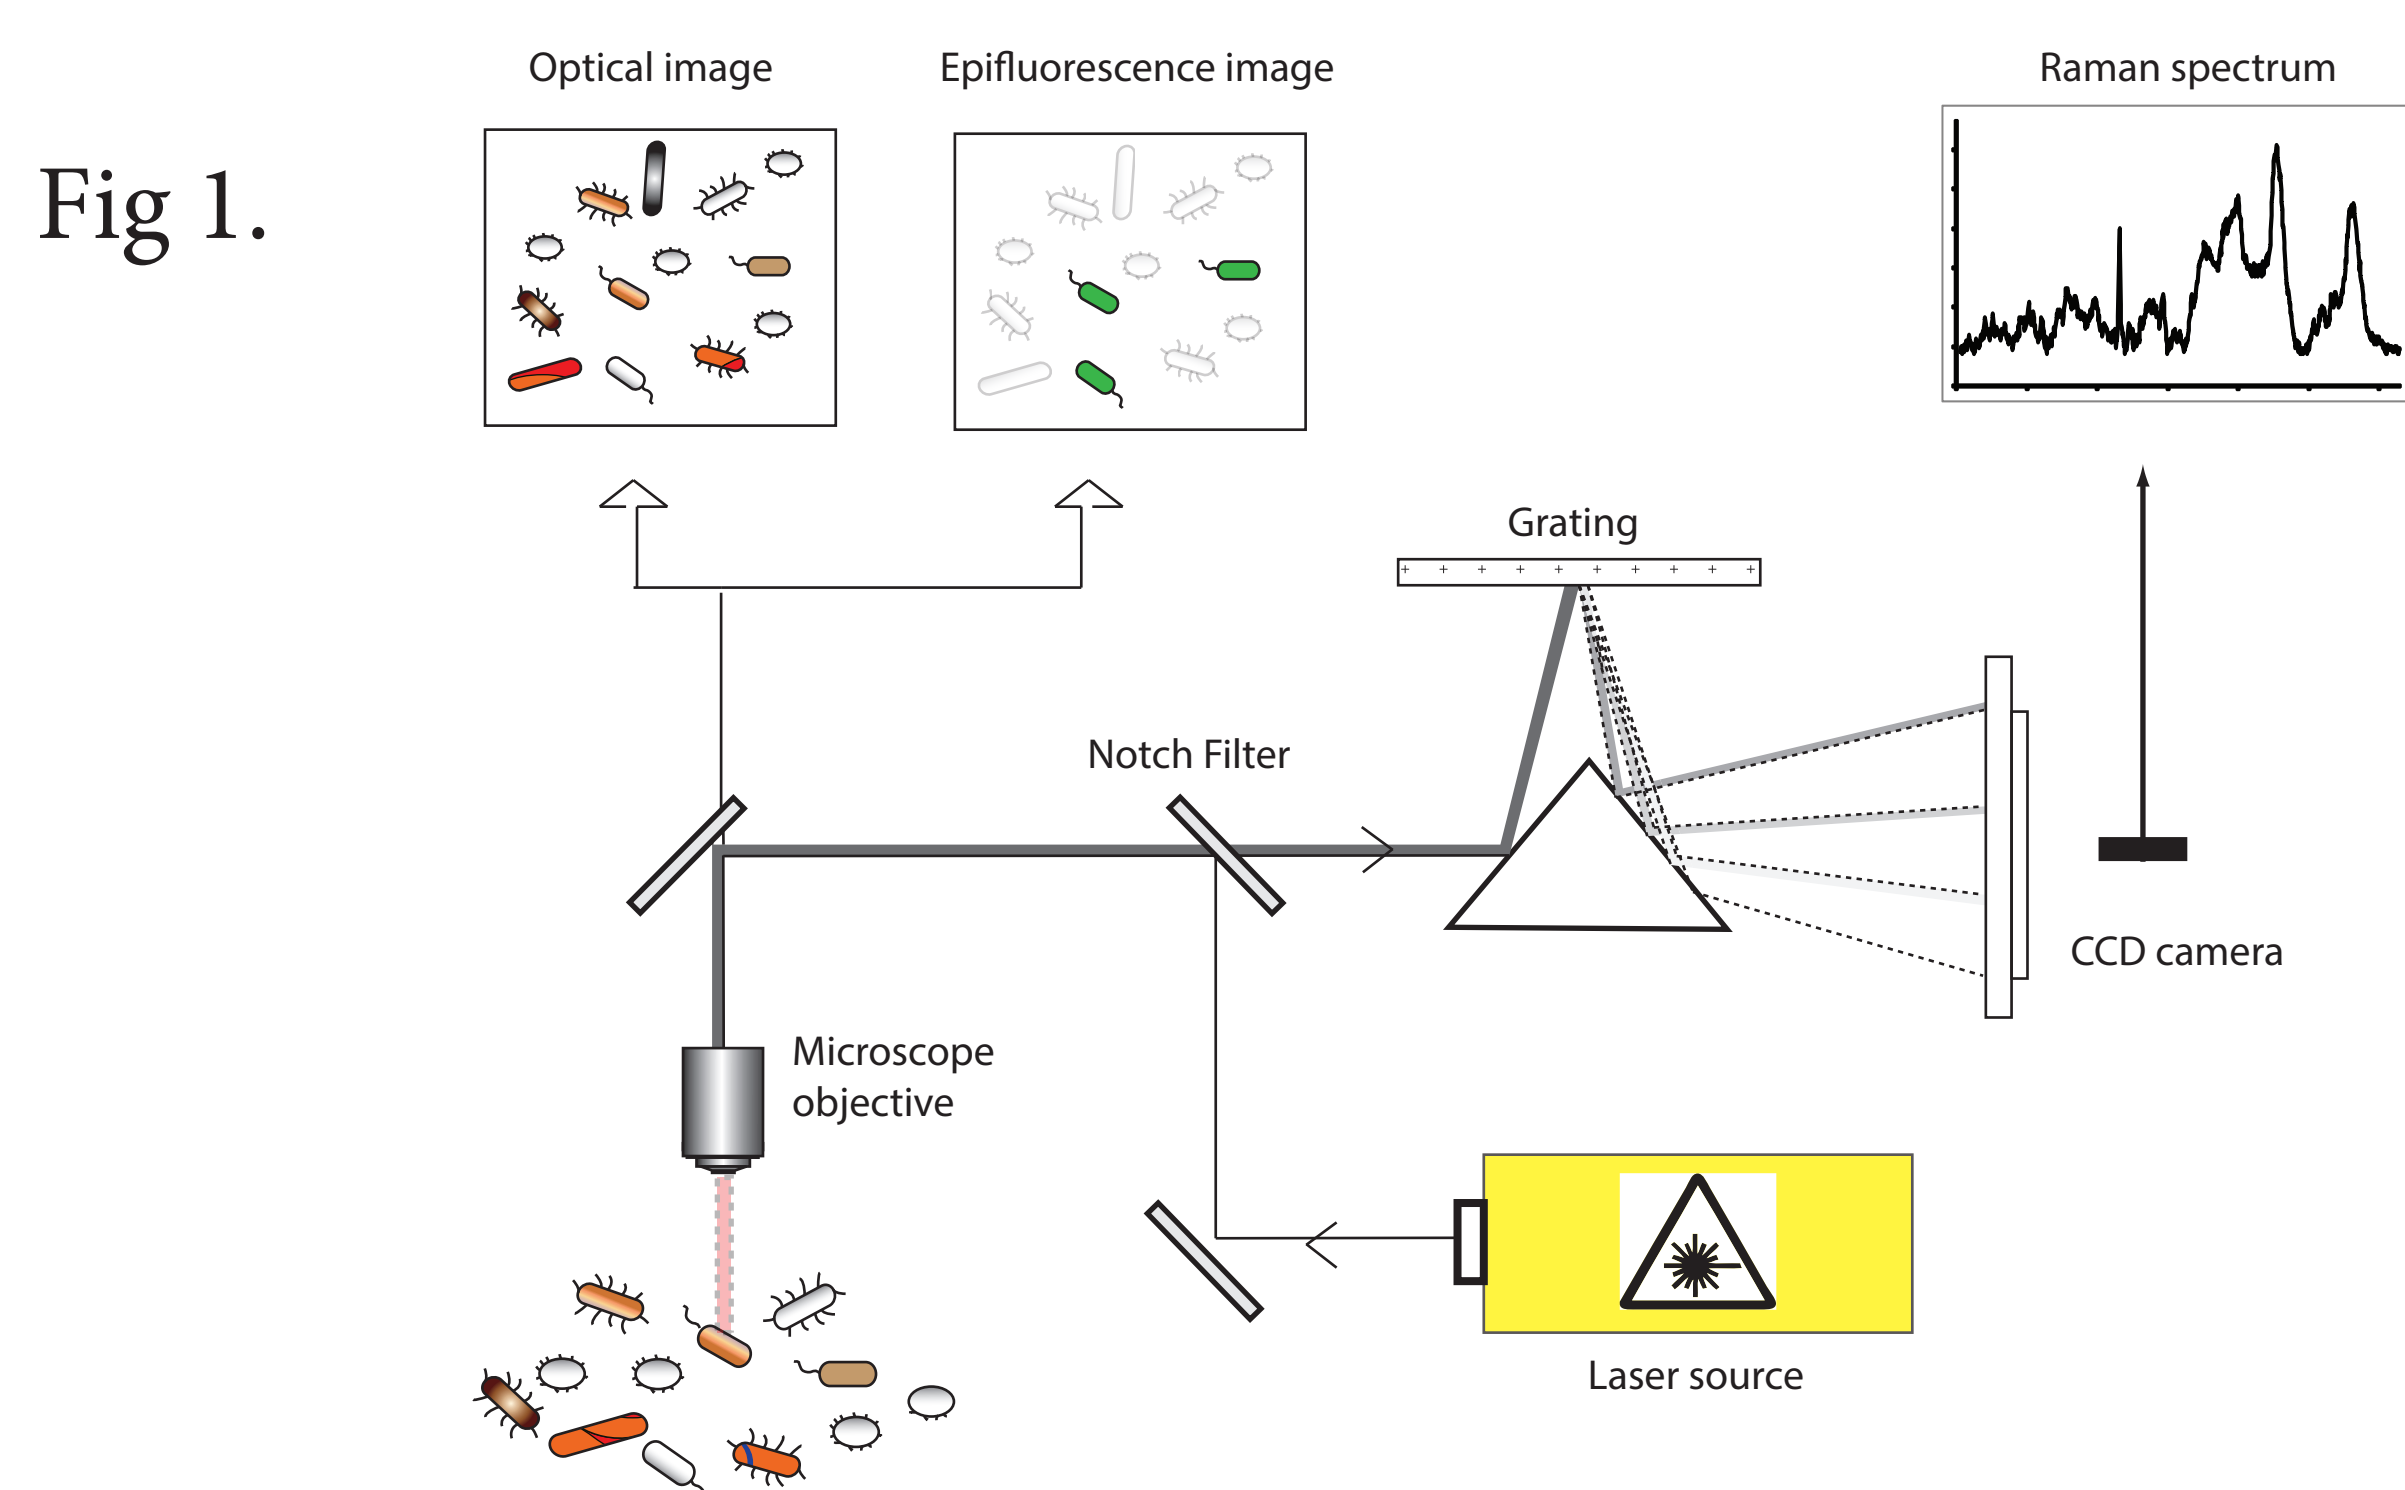 Optical image
Epifluorescence image
Raman spectrum
Fig 1.
Grating
Notch Filter
CCD camera
Microscope
objective
Laser source